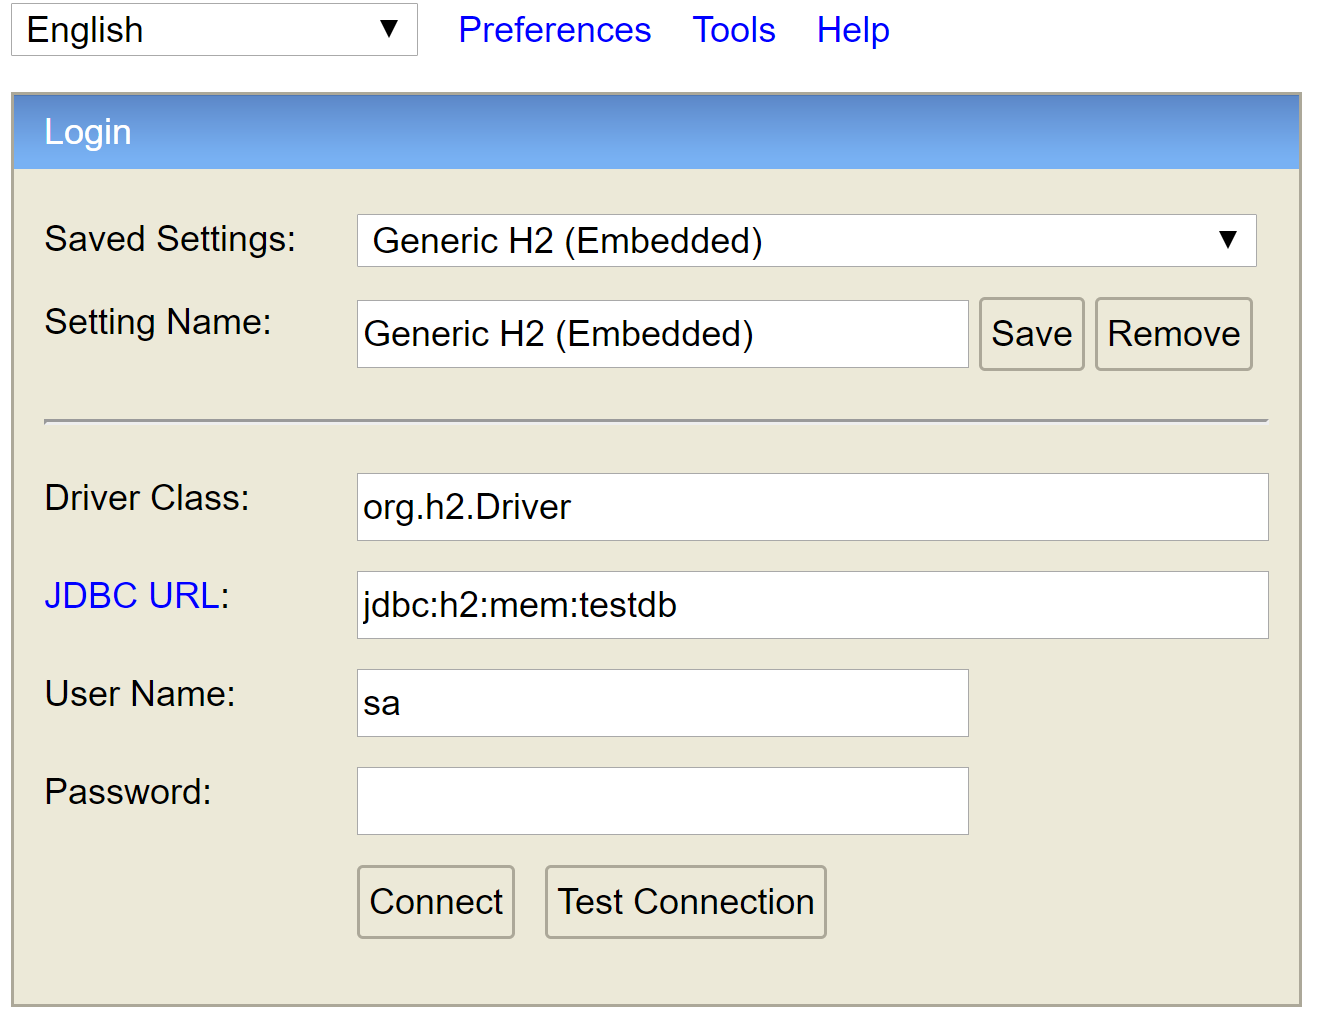 English ▼ Preferences Tools Help
Login
Saved Settings: Generic H2 (Embedded) ▼
Setting Name: Generic H2 (Embedded) Save Remove
Driver Class: org.h2.Driver
JDBC URL: jdbc:h2:mem:testdb
User Name: sa
Password:
Connect Test Connection